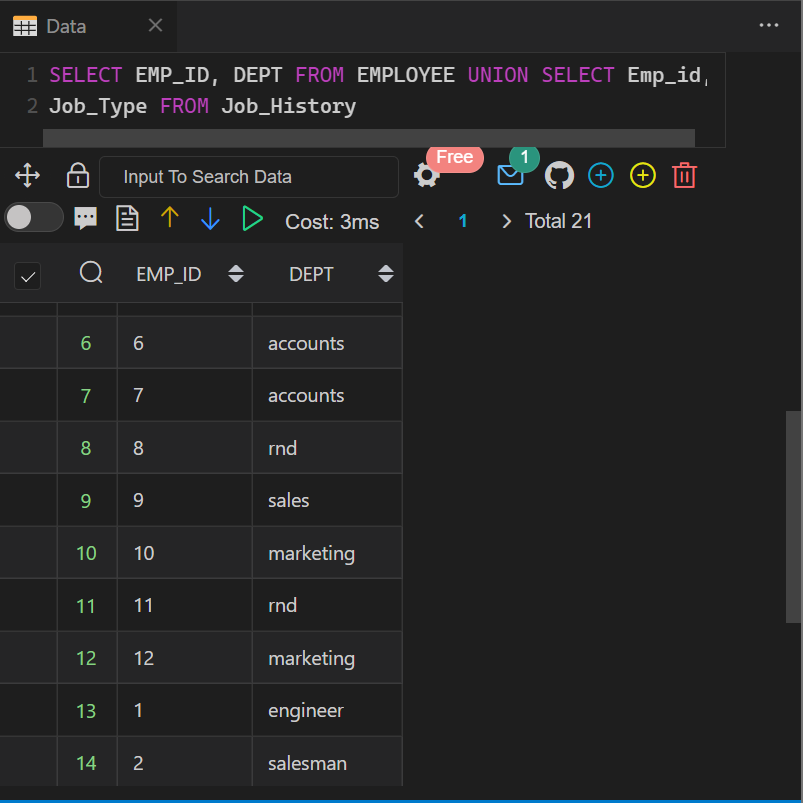 Data
1 SELECT EMP_ID, DEPT FROM EMPLOYEE UNION SELECT Emp_id,
2 Job_Type FROM Job_History
Input To Search Data
Free
1
Cost: 3ms
1
Total 21
EMP_ID DEPT
6 6 accounts
7 7 accounts
8 8 rnd
9 9 sales
10 10 marketing
11 11 rnd
12 12 marketing
13 1 engineer
14 2 salesman